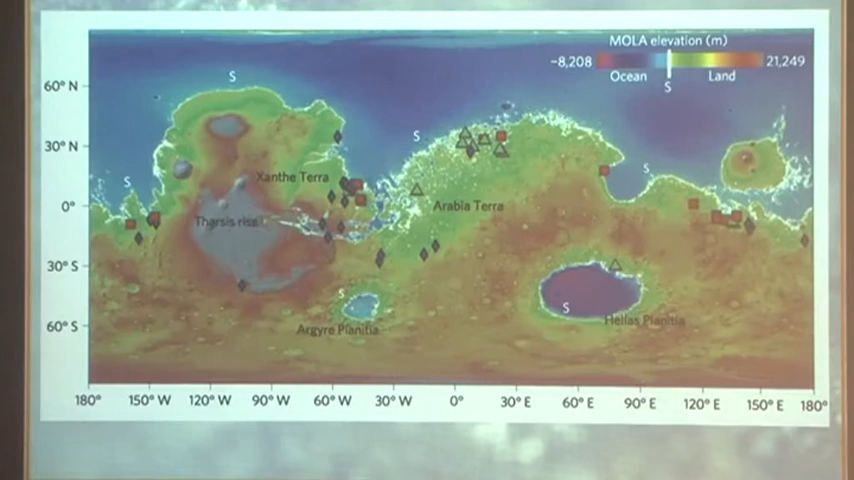 MOLA elevation (m)
−8,208
21,249
Ocean
Land
S
S
60° N
30° N
S
S
S
Xanthe Terra
0°
Tharsis rise
Arabia Terra
30° S
S
S
Argyre Planitia
Hellas Planitia
60° S
180°
150° W
120° W
90° W
60° W
30° W
0°
30° E
60° E
90° E
120° E
150° E
180°